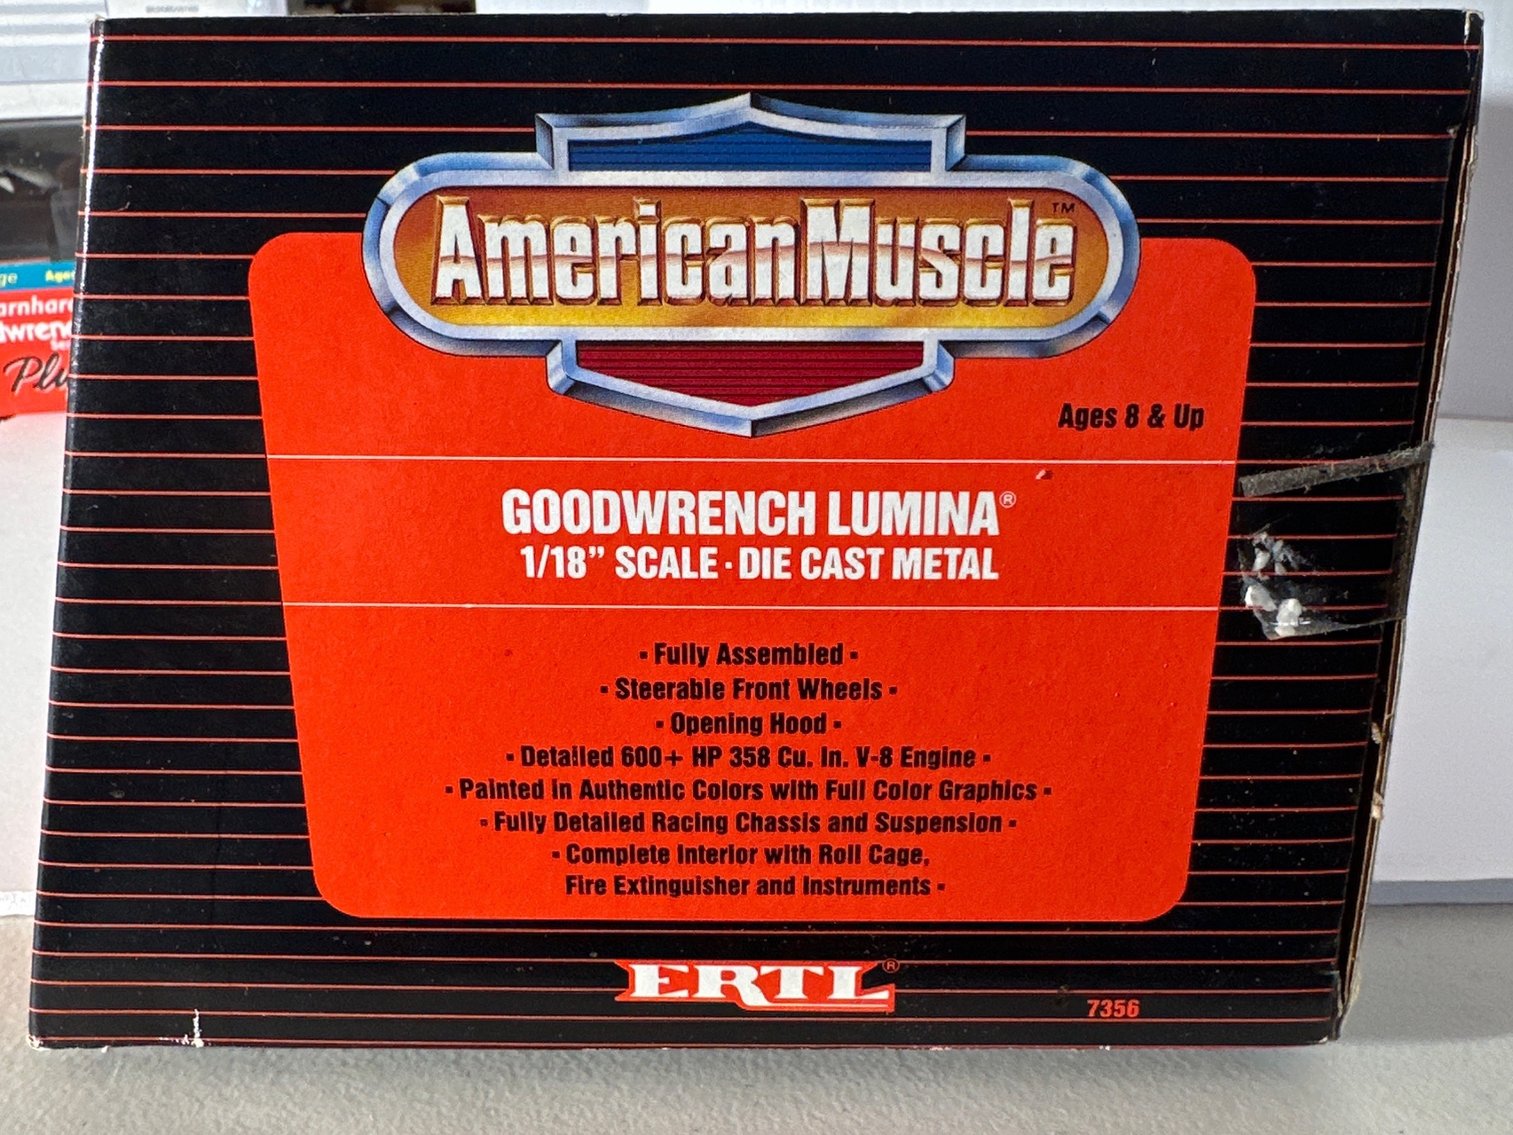 AmericanMuscle™
Ages 8 & Up
GOODWRENCH LUMINA®
1/18" SCALE · DIE CAST METAL
▪ Fully Assembled ▪
▪ Steerable Front Wheels ▪
▪ Opening Hood ▪
▪ Detailed 600+ HP 358 Cu. In. V-8 Engine ▪
▪ Painted in Authentic Colors with Full Color Graphics ▪
▪ Fully Detailed Racing Chassis and Suspension ▪
▪ Complete Interior with Roll Cage,
Fire Extinguisher and Instruments ▪
ERTL®
7356